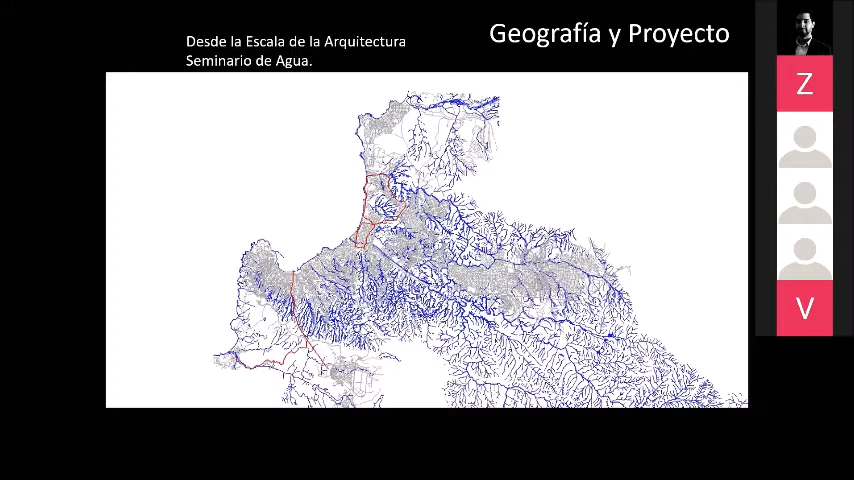 Geografía y Proyecto
Desde la Escala de la Arquitectura
Seminario de Agua.
Z
V